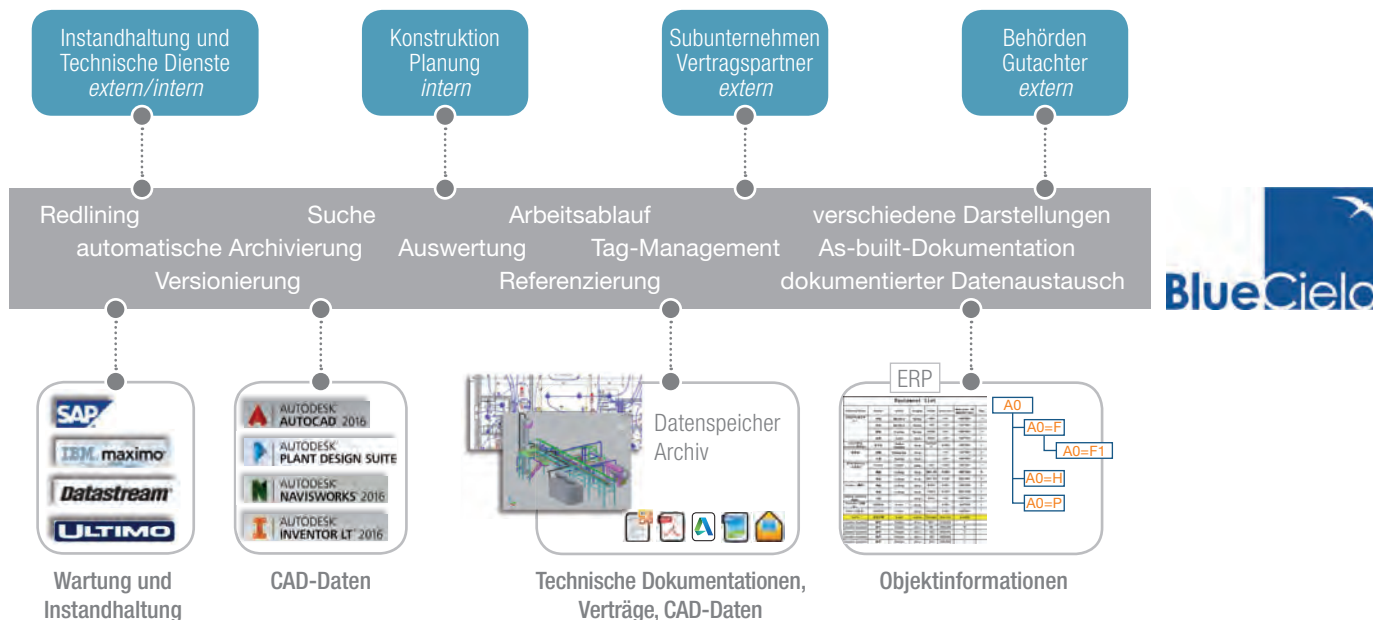 Instandhaltung und
Technische Dienste
extern/intern
Konstruktion
Planung
intern
Subunternehmen
Vertragspartner
extern
Behörden
Gutachter
extern
Redlining
Suche
Arbeitsablauf
verschiedene Darstellungen
automatische Archivierung
Auswertung
Tag-Management
As-built-Dokumentation
Versionierung
Referenzierung
dokumentierter Datenaustausch
BlueCielo
SAP
IBM maximo
Datastream
ULTIMO
Wartung und
Instandhaltung
AUTODESK
AUTOCAD 2016
AUTODESK
PLANT DESIGN SUITE
AUTODESK
NAVISWORKS 2016
AUTODESK
INVENTOR LT 2016
CAD-Daten
Datenspeicher
Archiv
Technische Dokumentationen,
Verträge, CAD-Daten
ERP
Equipment List
A0
A0=F
A0=F1
A0=H
A0=P
Objektinformationen